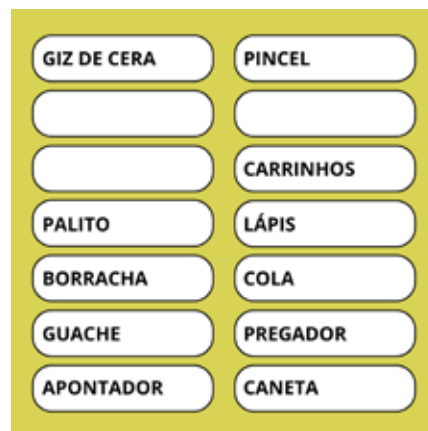 GIZ DE CERA
PINCEL
CARRINHOS
PALITO
LÁPIS
BORRACHA
COLA
GUACHE
PREGADOR
APONTADOR
CANETA